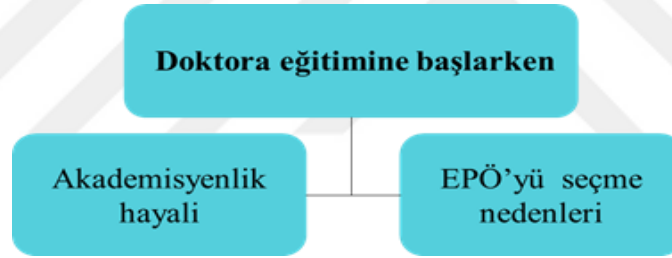 Doktora eğitimine başlarken
Akademisyenlik
hayali
EPÖ’yü seçme
nedenleri